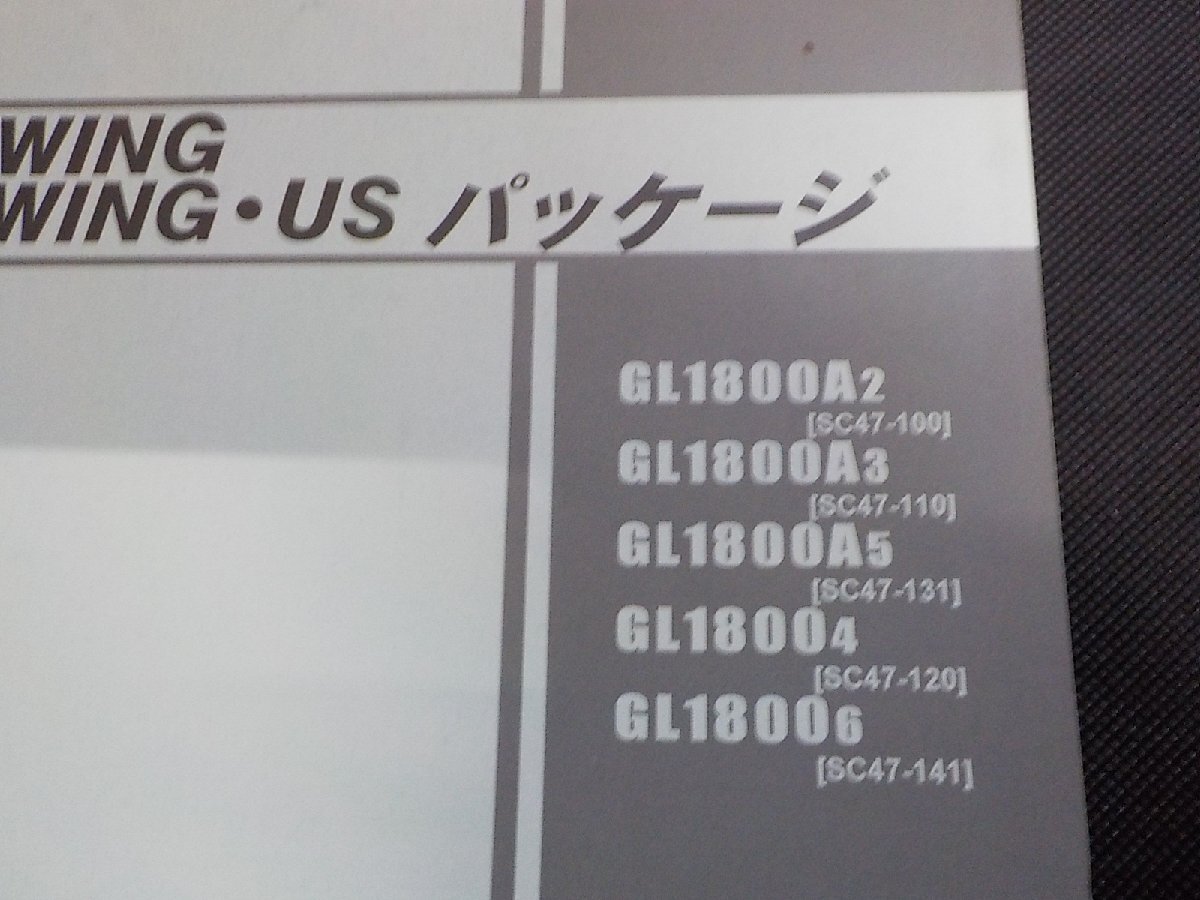 WING
WING・US パッケージ
GL1800A2
[SC47-100]
GL1800A3
[SC47-110]
GL1800A5
[SC47-131]
GL18004
[SC47-120]
GL18006
[SC47-141]